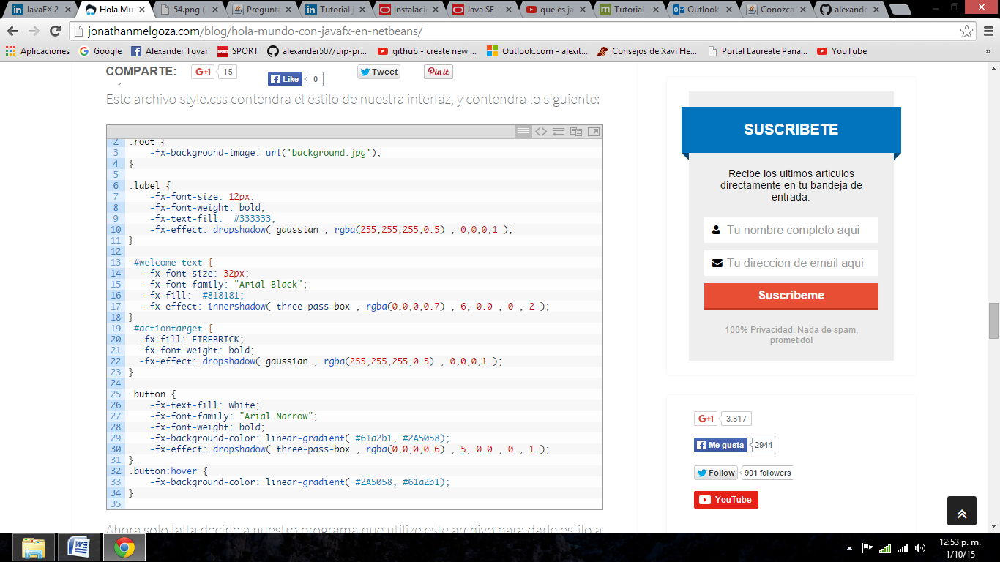 JavaFX 2
Hola Mu
54.png (
Pregunta
Tutorial j
Instalaci
Java SE -
que es ja
Tutorial
Outlook.
Conozca
alexande
jonathanmelgoza.com/blog/hola-mundo-con-javafx-en-netbeans/
Aplicaciones
Google
Alexander Tovar
SPORT
alexander507/uip-pr...
github - create new ...
Outlook.com - alexit...
Consejos de Xavi He...
Portal Laureate Pana...
YouTube
»
COMPARTE:
G+1 15
Like 0
Tweet
Pin it
Este archivo style.css contendra el estilo de nuestra interfaz, y contendra lo siguiente:
2 .root {
3 -fx-background-image: url('background.jpg');
4 }
5
6 .label {
7 -fx-font-size: 12px;
8 -fx-font-weight: bold;
9 -fx-text-fill:  #333333;
10 -fx-effect: dropshadow( gaussian , rgba(255,255,255,0.5) , 0,0,0,1 );
11 }
12
13 #welcome-text {
14 -fx-font-size: 32px;
15 -fx-font-family: "Arial Black";
16 -fx-fill:  #818181;
17 -fx-effect: innershadow( three-pass-box , rgba(0,0,0,0.7) , 6, 0.0 , 0 , 2 );
18 }
19 #actiontarget {
20 -fx-fill: FIREBRICK;
21 -fx-font-weight: bold;
22 -fx-effect: dropshadow( gaussian , rgba(255,255,255,0.5) , 0,0,0,1 );
23 }
24
25 .button {
26 -fx-text-fill: white;
27 -fx-font-family: "Arial Narrow";
28 -fx-font-weight: bold;
29 -fx-background-color: linear-gradient( #61a2b1, #2A5058);
30 -fx-effect: dropshadow( three-pass-box , rgba(0,0,0,0.6) , 5, 0.0 , 0 , 1 );
31 }
32 .button:hover {
33 -fx-background-color: linear-gradient( #2A5058, #61a2b1);
34 }
35
Ahora solo falta decirle a nuestro programa que utilize este archivo para darle estilo a
SUSCRIBETE
Recibe los ultimos articulos
directamente en tu bandeja de
entrada.
Tu nombre completo aqui
Tu direccion de email aqui
Suscríbeme
100% Privacidad. Nada de spam,
prometido!
G+1 3.817
Me gusta 2944
Follow 901 followers
YouTube
12:53 p. m.
1/10/15